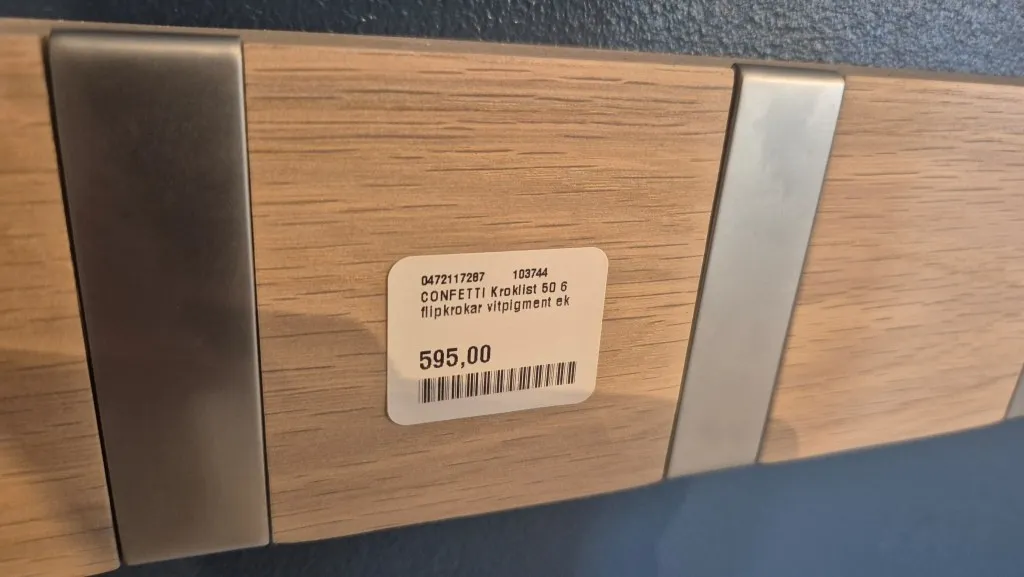 0472117287 103744
CONFETTI Kroklist 50 6
flipkrokar vitpigment ek
595,00